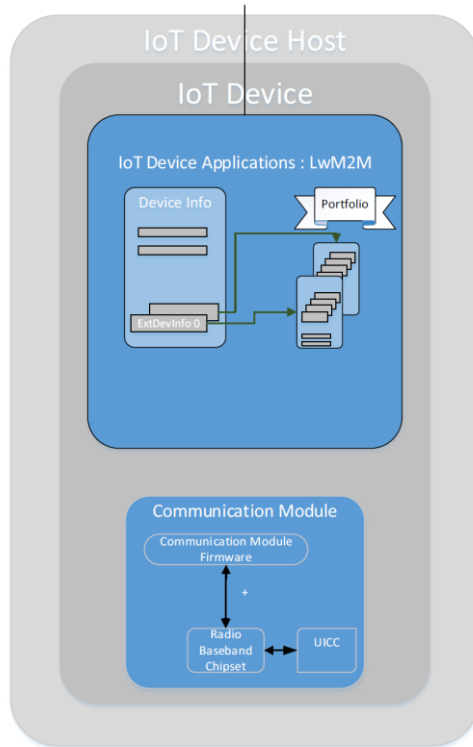 IoT Device Host
IoT Device
IoT Device Applications : LwM2M
Device Info
Portfolio
ExtDevInfo 0
Communication Module
Communication Module
Firmware
+
Radio
Baseband
Chipset
UICC